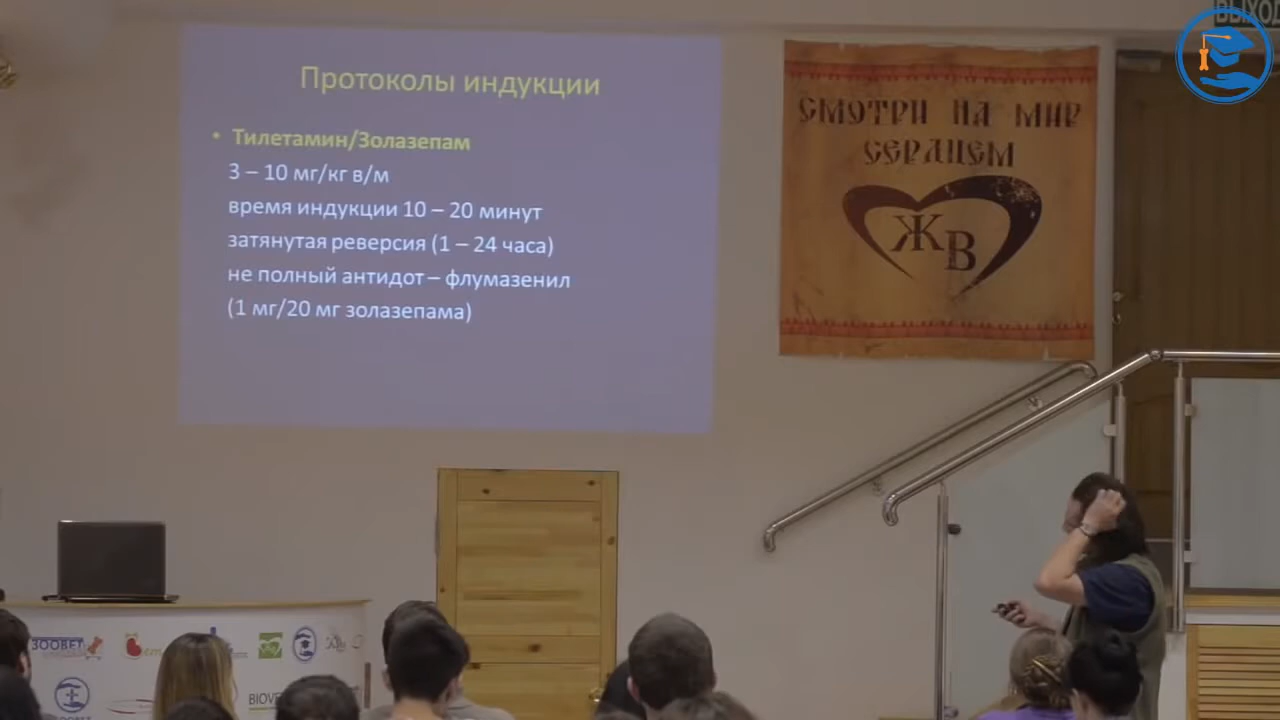 ВЫХОД
Протоколы индукции
• Тилетамин/Золазепам
3 – 10 мг/кг в/м
время индукции 10 – 20 минут
затянутая реверсия (1 – 24 часа)
не полный антидот – флумазенил
(1 мг/20 мг золазепама)
СМОТРИ НА МИР
СЕРДЦЕМ
ЖВ
ЗООВЕТ